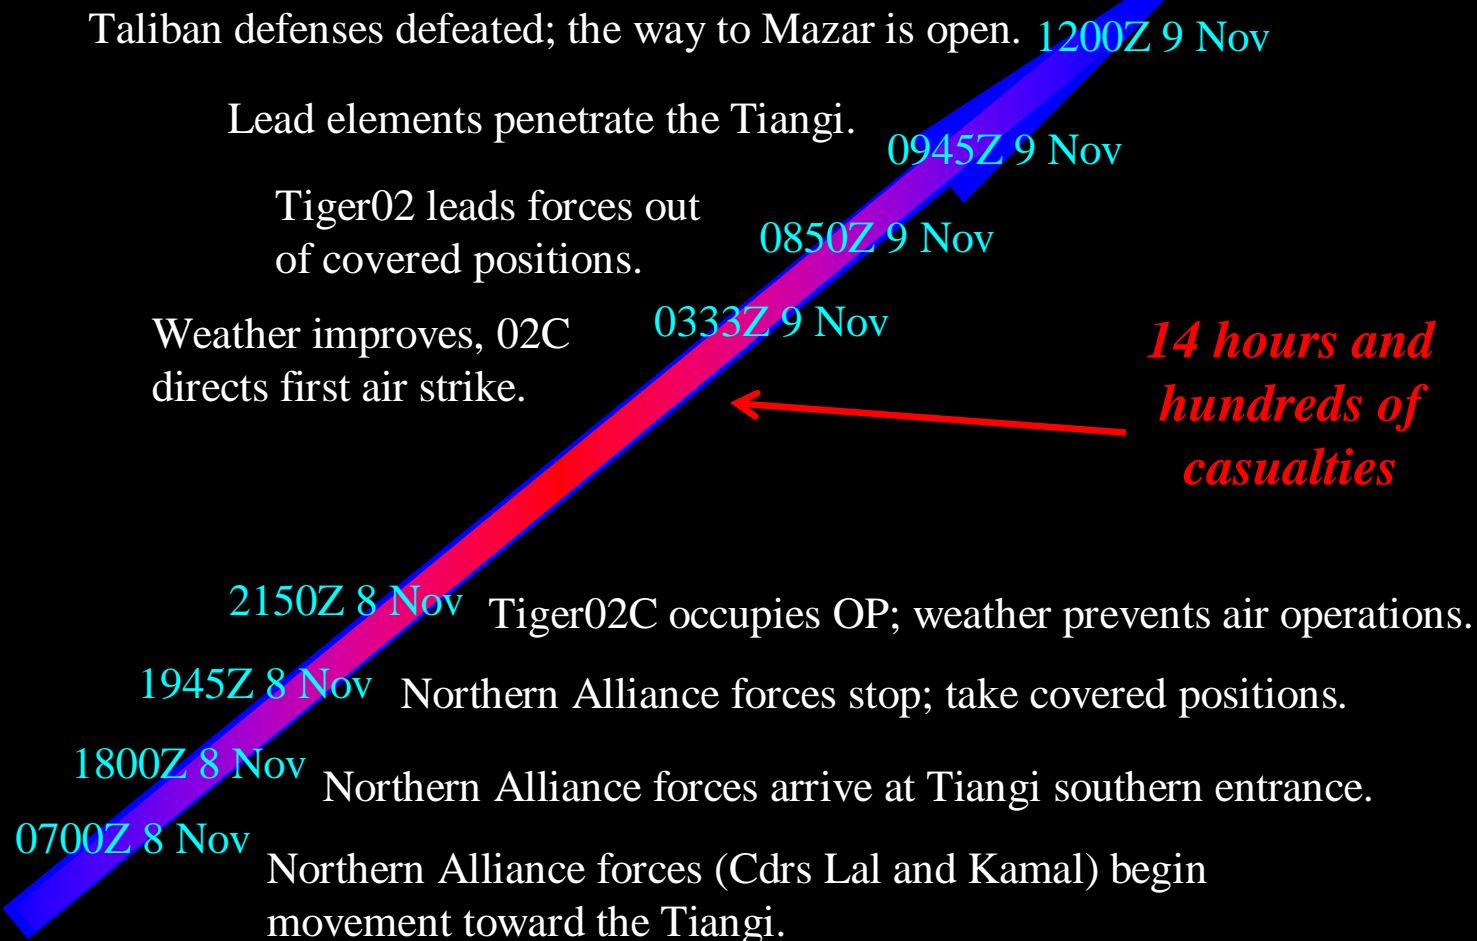 Taliban defenses defeated; the way to Mazar is open. 1200Z 9 Nov
Lead elements penetrate the Tiangi.
0945Z 9 Nov
Tiger02 leads forces out
of covered positions.
0850Z 9 Nov
Weather improves, 02C
directs first air strike.
0333Z 9 Nov
14 hours and
hundreds of
casualties
2150Z 8 Nov
Tiger02C occupies OP; weather prevents air operations.
1945Z 8 Nov
Northern Alliance forces stop; take covered positions.
1800Z 8 Nov
Northern Alliance forces arrive at Tiangi southern entrance.
0700Z 8 Nov
Northern Alliance forces (Cdrs Lal and Kamal) begin
movement toward the Tiangi.